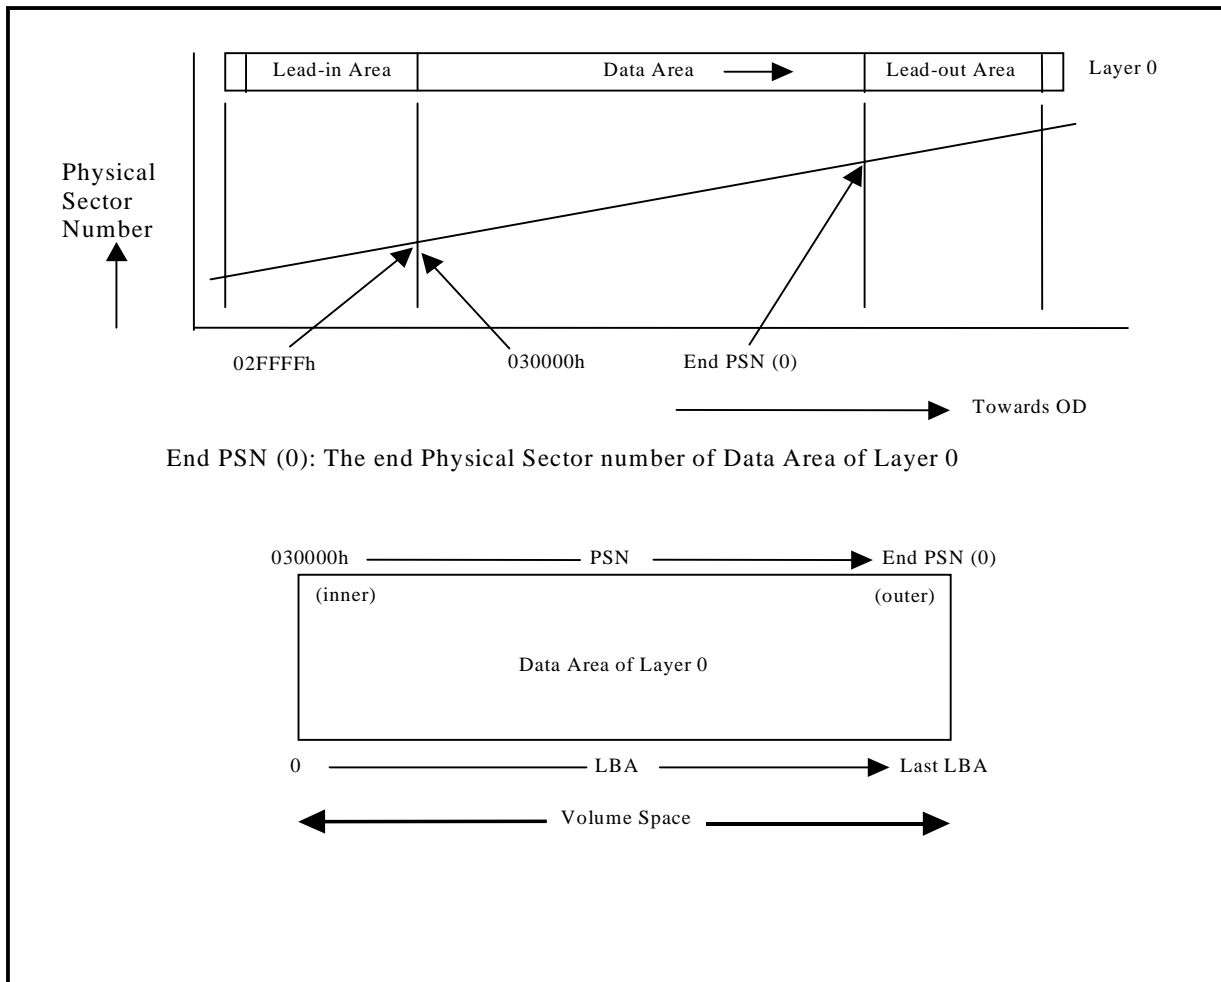 Lead-in Area
Data Area
Lead-out Area
Layer 0
Physical
Sector
Number
02FFFFh
030000h
End PSN (0)
Towards OD
End PSN (0): The end Physical Sector number of Data Area of Layer 0
030000h
PSN
End PSN (0)
(inner)
(outer)
Data Area of Layer 0
0
LBA
Last LBA
Volume Space